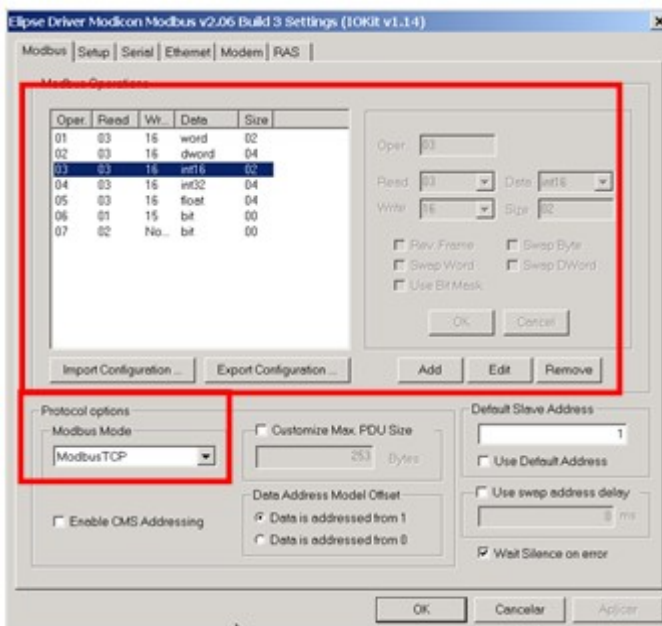 Elipse Driver Modicon Modbus v2.06 Build 3 Settings (IOKit v1.14)
Modbus Setup Serial Ethernet Modem RAS
Modbus Operations
Oper. Read Wr... Data Size
01 03 16 word 02
02 03 16 dword 04
03 03 16 int16 02
04 03 16 int32 04
05 03 16 float 04
06 01 15 bit 00
07 02 No... bit 00
Oper. 03
Read 03 Data int16
Write 16 Size 02
Rev. Frame Swap Byte
Swap Word Swap DWord
Use Bit Mask
OK Cancel
Import Configuration ... Export Configuration ... Add Edit Remove
Protocol options
Modbus Mode
ModbusTCP
Enable CMS Addressing
Customize Max. PDU Size
253 Bytes
Data Address Model Offset
Data is addressed from 1
Data is addressed from 0
Default Slave Address
1
Use Default Address
Use swap address delay
0 ms
Wait Silence on error
OK Cancelar Aplicar